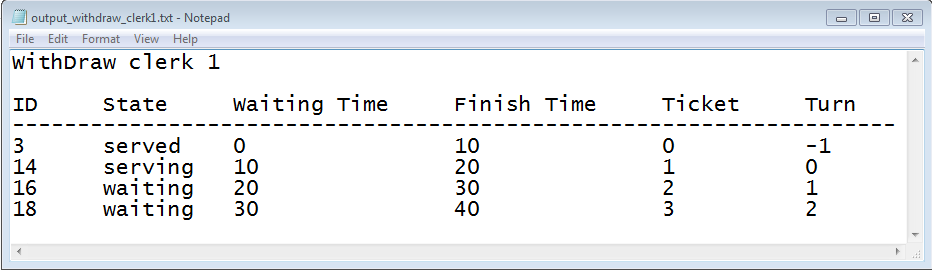 output_withdraw_clerk1.txt - Notepad
File Edit Format View Help
WithDraw clerk 1
ID State Waiting Time Finish Time Ticket Turn
--------------------------------------------------------------------
3 served 0 10 0 -1
14 serving 10 20 1 0
16 waiting 20 30 2 1
18 waiting 30 40 3 2